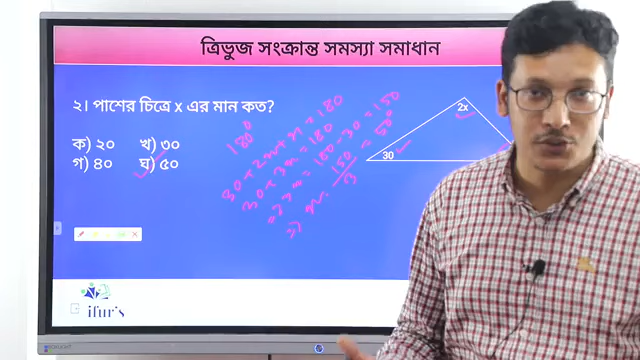 ত্রিভুজ সংক্রান্ত সমস্যা সমাধান
২। পাশের চিত্রে x এর মান কত?
ক) ২০ খ) ৩০
গ) ৪০ ঘ) ৫০
180°
30 + 2x + x = 180
30 + 3x = 180
=> 3x = 180 - 30 = 150
=> x = 150/3 = 50°
2x
30
ifur's